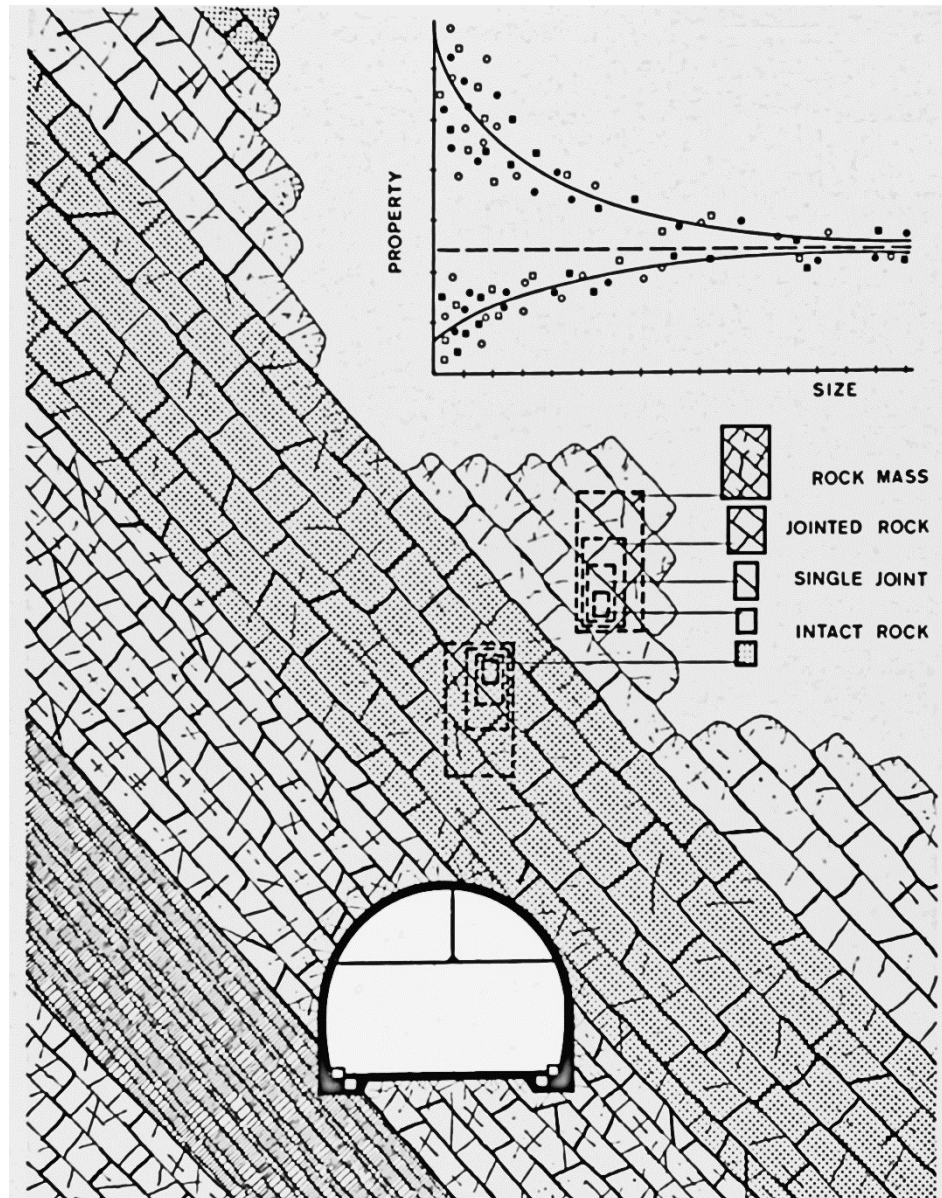 PROPERTY
SIZE
ROCK MASS
JOINTED ROCK
SINGLE JOINT
INTACT ROCK